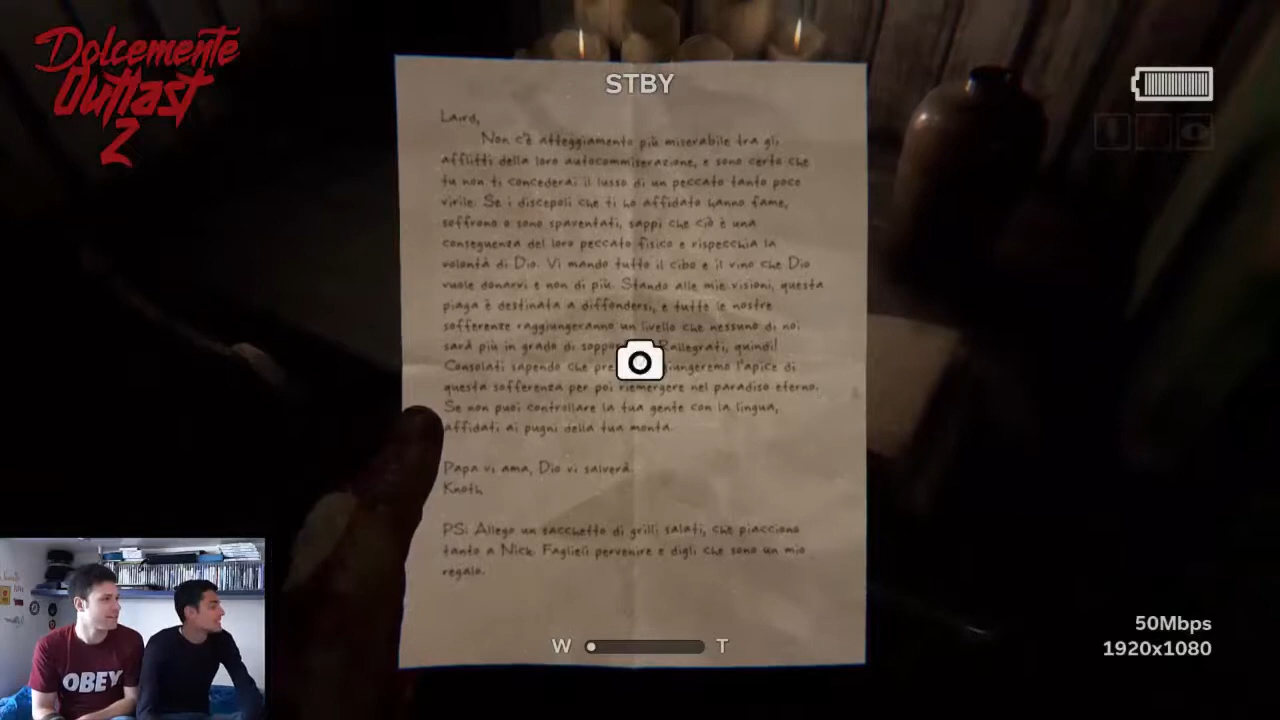 Dolcemente
Outlast
2
STBY
Laird,
Non c'è atteggiamento più miserabile tra gli
afflitti della loro autocommiserazione, e sono certo che
tu non ti concederai il lusso di un peccato tanto poco
virile. Se i discepoli che ti ho affidato hanno fame,
soffrono o sono spaventati, sappi che ciò è una
conseguenza del loro peccato fisico e rispecchia la
volontà di Dio. Vi mando tutto il cibo e il vino che Dio
vuole donarvi e non di più. Stando alle mie visioni, questa
piaga è destinata a diffondersi, e tutte le nostre
sofferenze raggiungeranno un livello che nessuno di noi
sarà più in grado di Rallegrati, quindi!
Consolati sapendo che l'apice di
questa sofferenza per poi riemergere nel paradiso eterno.
Se non puoi controllare la tua gente con la lingua,
affidati ai pugni della tua monta.
Papa vi ama, Dio vi salverà.
Knoth
PS: Allego un sacchetto di grilli salati, che piacciono
tanto a Nick. Faglieli pervenire e digli che sono un mio
regalo.
OBEY
W T
50Mbps
1920x1080